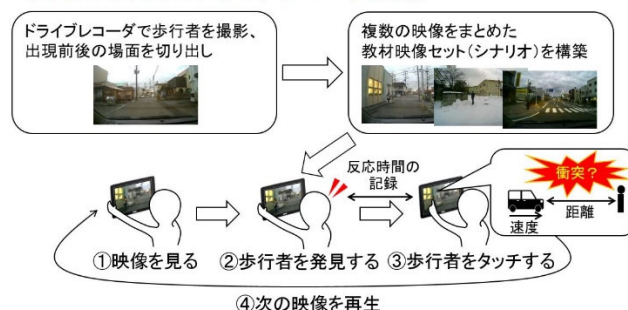 ドライブレコーダで歩行者を撮影、
出現前後の場面を切り出し
複数の映像をまとめた
教材映像セット(シナリオ)を構築
反応時間の
記録
衝突?
速度
距離
①映像を見る
②歩行者を発見する
③歩行者をタッチする
④次の映像を再生